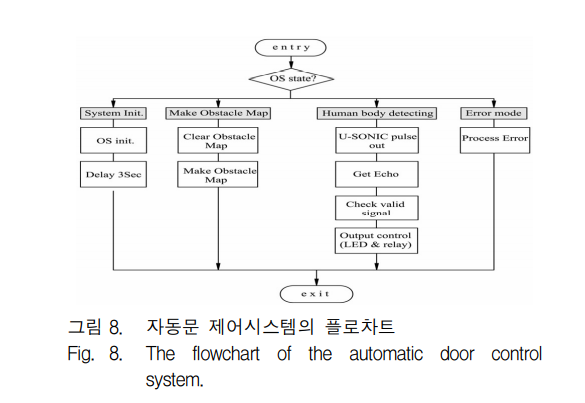 entry
OS state?
System Init.
Make Obstacle Map
Human body detecting
Error mode
OS init.
Clear Obstacle
Map
U-SONIC pulse
out
Process Error
Delay 3Sec
Make Obstacle
Map
Get Echo
Check valid
signal
Output control
(LED & relay)
exit
그림 8. 자동문 제어시스템의 플로차트
Fig. 8. The flowchart of the automatic door control
system.